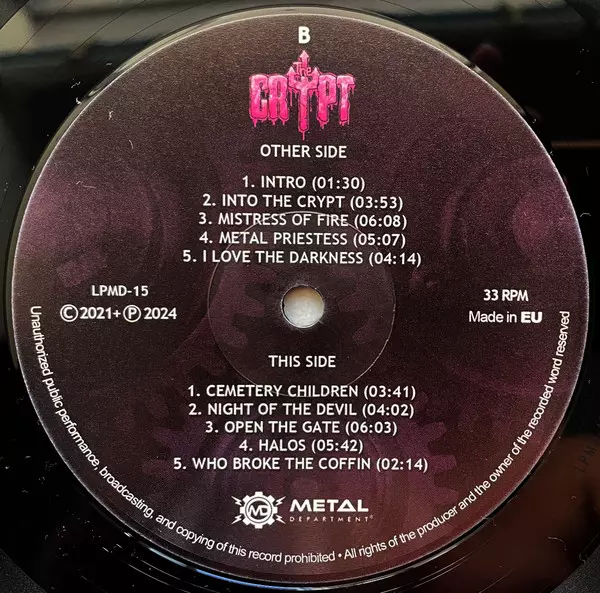 B
The
CRYPT
OTHER SIDE
1. INTRO (01:30)
2. INTO THE CRYPT (03:53)
3. MISTRESS OF FIRE (06:08)
4. METAL PRIESTESS (05:07)
5. I LOVE THE DARKNESS (04:14)
LPMD-15
©2021+℗2024
33 RPM
Made in EU
THIS SIDE
1. CEMETERY CHILDREN (03:41)
2. NIGHT OF THE DEVIL (04:02)
3. OPEN THE GATE (06:03)
4. HALOS (05:42)
5. WHO BROKE THE COFFIN (02:14)
MD METAL
DEPARTMENT
Unauthorized public performance, broadcasting, and copying of this record prohibited • All rights of the producer and the owner of the recorded word reserved
LPM